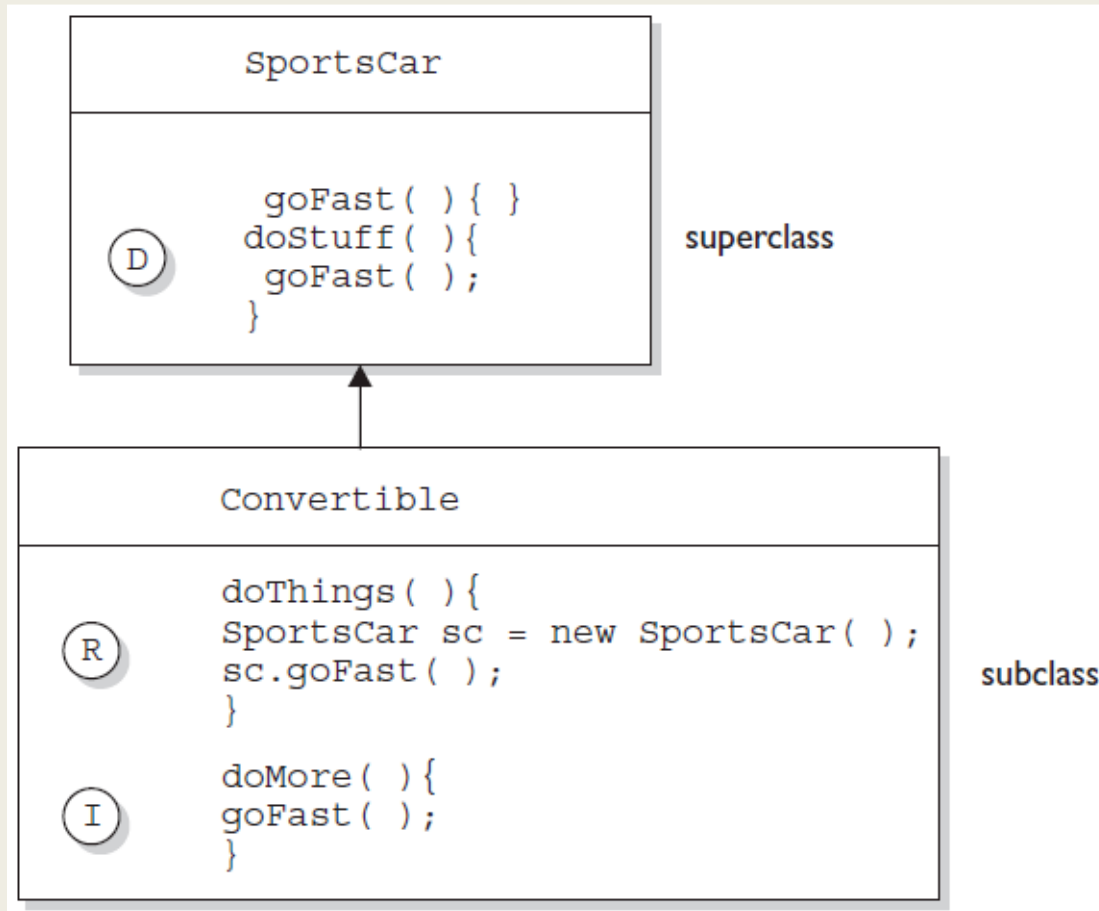 SportsCar
goFast( ){ }
D
doStuff( ){
goFast( );
}
superclass
Convertible
doThings( ){
R
SportsCar sc = new SportsCar( );
sc.goFast( );
}
subclass
doMore( ){
I
goFast( );
}